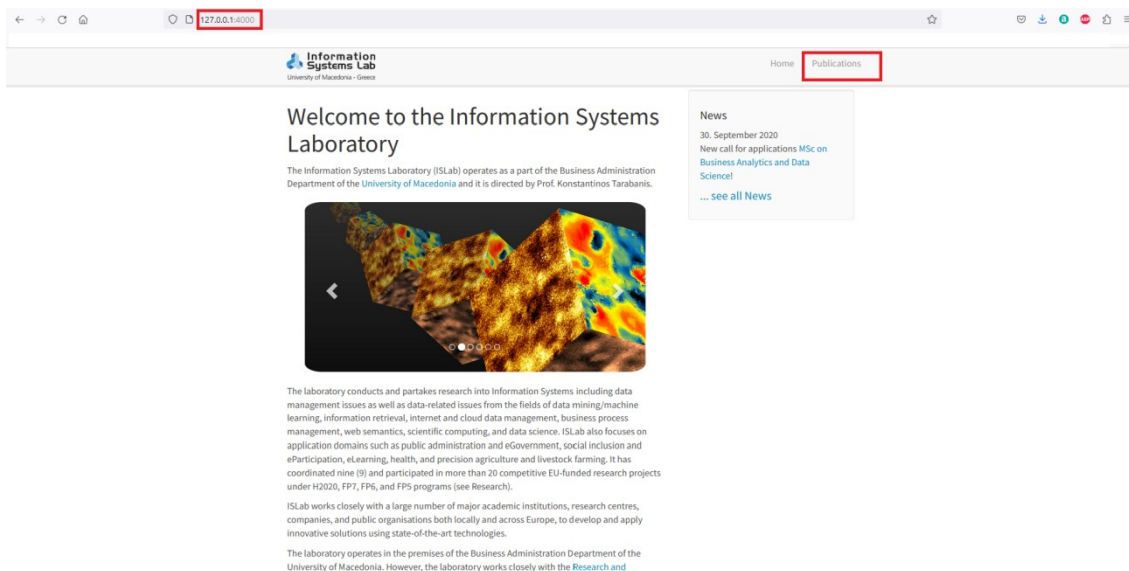 127.0.0.1:4000
Information
Systems Lab
University of Macedonia - Greece
Home Publications
Welcome to the Information Systems
Laboratory
The Information Systems Laboratory (ISLab) operates as a part of the Business Administration
Department of the University of Macedonia and it is directed by Prof. Konstantinos Tarabanis.
The laboratory conducts and partakes research into Information Systems including data
management issues as well as data-related issues from the fields of data mining/machine
learning, information retrieval, internet and cloud data management, business process
management, web semantics, scientific computing, and data science. ISLab also focuses on
application domains such as public administration and eGovernment, social inclusion and
eParticipation, eLearning, health, and precision agriculture and livestock farming. It has
coordinated nine (9) and participated in more than 20 competitive EU-funded research projects
under H2020, FP7, FP6, and FP5 programs (see Research).
ISLab works closely with a large number of major academic institutions, research centres,
companies, and public organisations both locally and across Europe, to develop and apply
innovative solutions using state-of-the-art technologies.
The laboratory operates in the premises of the Business Administration Department of the
University of Macedonia. However, the laboratory works closely with the Research and
News
30. September 2020
New call for applications MSc on
Business Analytics and Data
Science!
... see all News